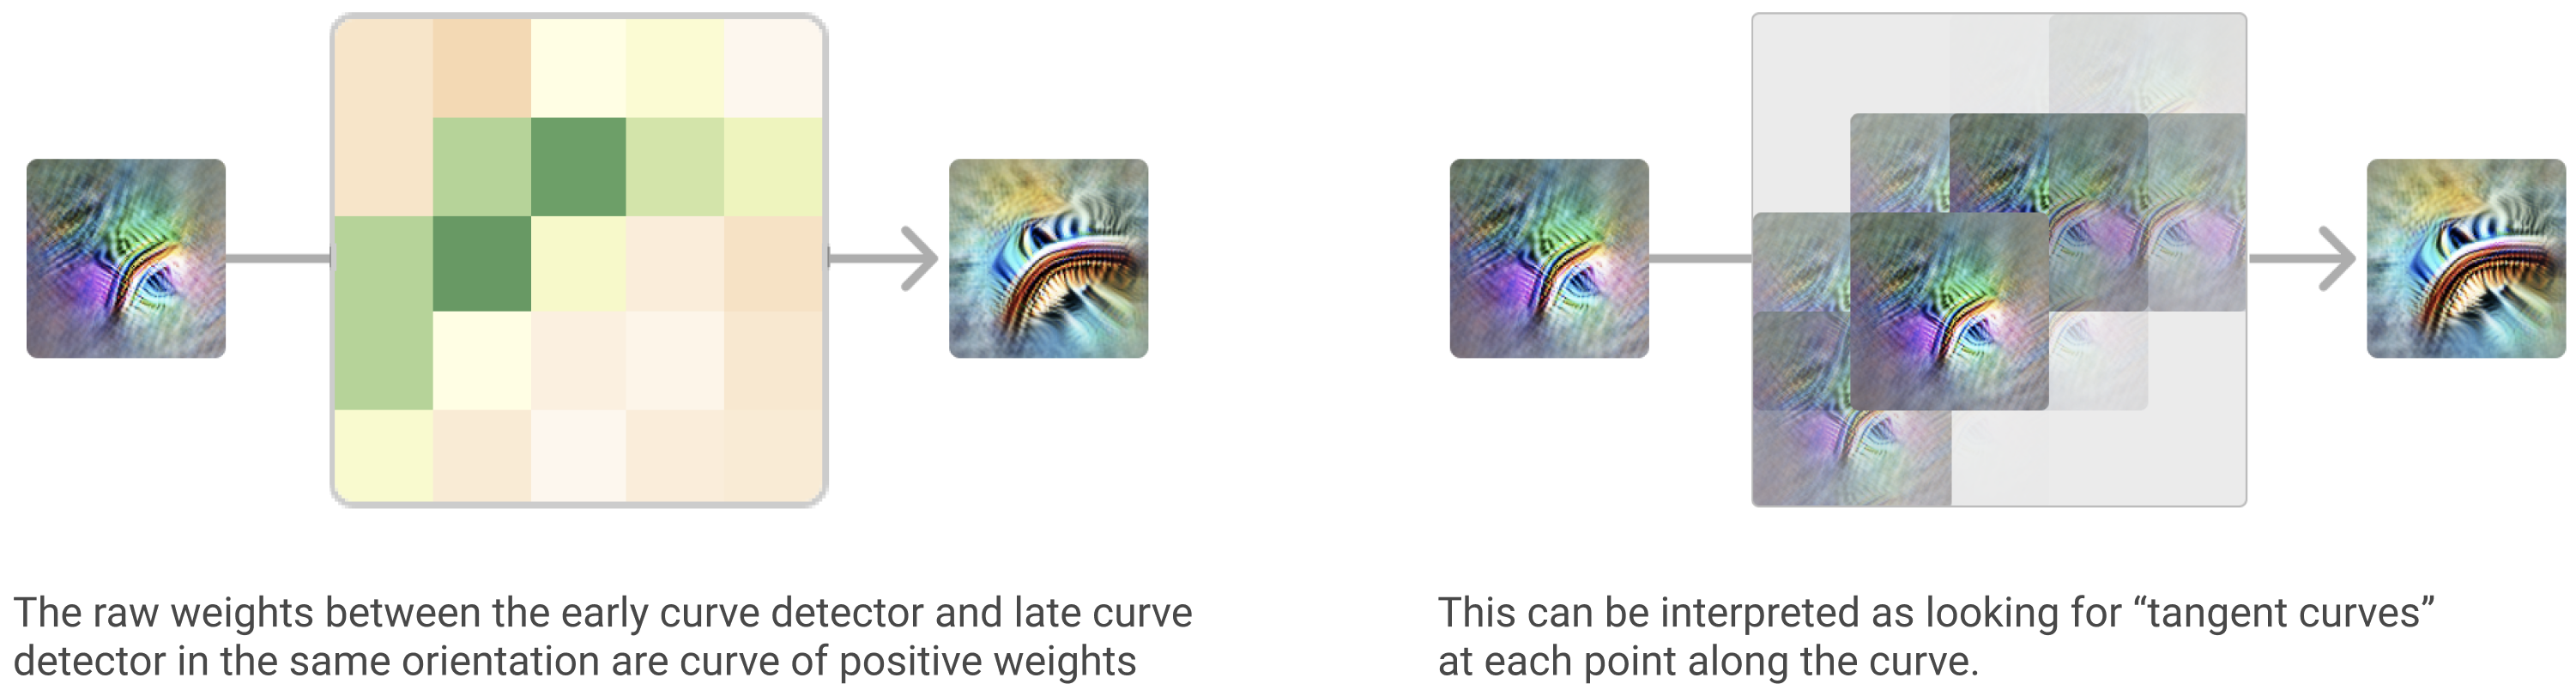 The raw weights between the early curve detector and late curve
detector in the same orientation are curve of positive weights
This can be interpreted as looking for “tangent curves”
at each point along the curve.